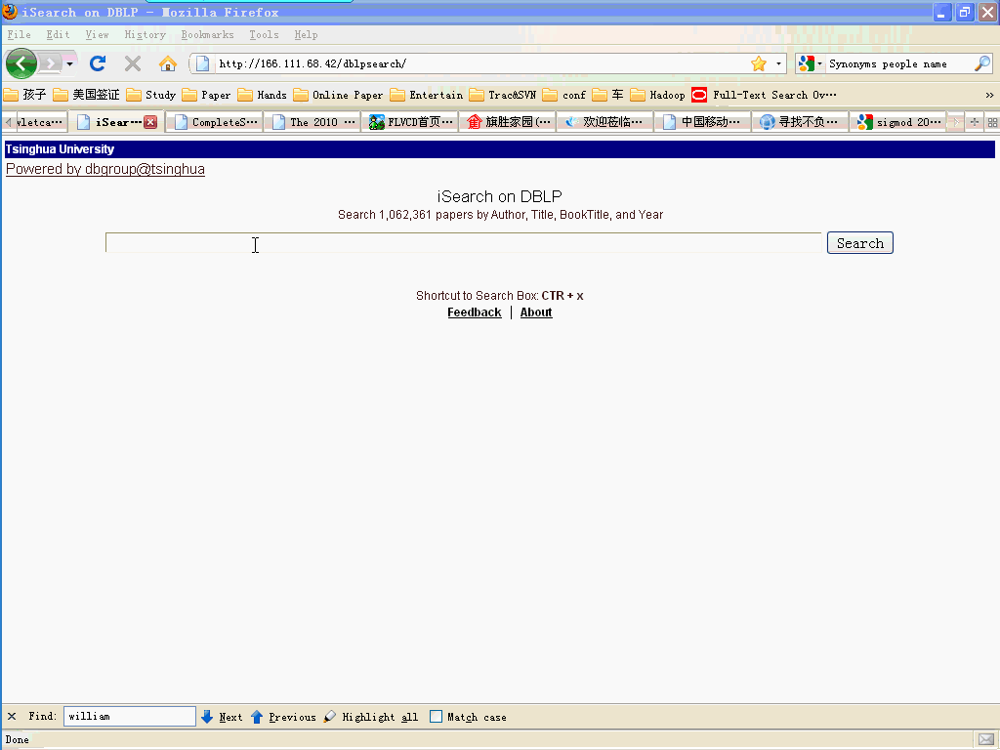 iSearch on DBLP - Mozilla Firefox
File Edit View History Bookmarks Tools Help
http://166.111.68.42/dblpsearch/ Synonyms people name
孩子 美国签证 Study Paper Hands Online Paper Entertain Trac&SVN conf 车 Hadoop Full-Text Search Ov… »
wletca… iSear… CompleteS… The 2010 … FLVCD首页… 旗胜家园(… 欢迎莅临… 中国移动… 寻找不负… sigmod 20…
Tsinghua University
Powered by dbgroup@tsinghua
iSearch on DBLP
Search 1,062,361 papers by Author, Title, BookTitle, and Year
Search
Shortcut to Search Box: CTR + x
Feedback | About
Find: william Next Previous Highlight all Match case
Done